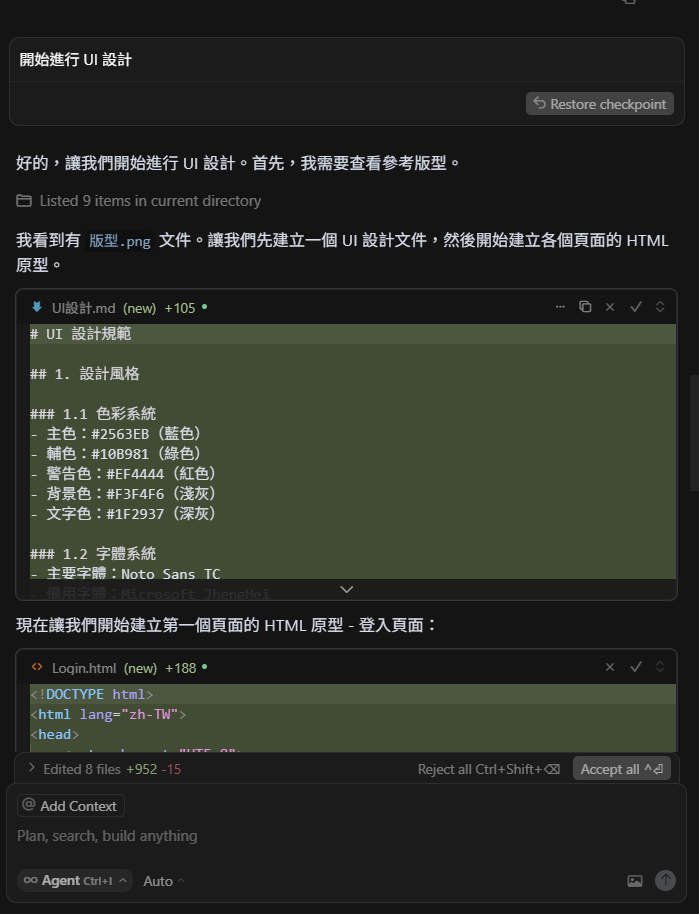 開始進行 UI 設計
Restore checkpoint
好的，讓我們開始進行 UI 設計。首先，我需要查看參考版型。
Listed 9 items in current directory
我看到有 版型.png 文件。讓我們先建立一個 UI 設計文件，然後開始建立各個頁面的 HTML
原型。
UI設計.md (new) +105
# UI 設計規範
## 1. 設計風格
### 1.1 色彩系統
- 主色：#2563EB（藍色）
- 輔色：#10B981（綠色）
- 警告色：#EF4444（紅色）
- 背景色：#F3F4F6（淺灰）
- 文字色：#1F2937（深灰）
### 1.2 字體系統
- 主要字體：Noto Sans TC
- 備用字體：Microsoft JhengHei
現在讓我們開始建立第一個頁面的 HTML 原型 - 登入頁面：
Login.html (new) +188
<!DOCTYPE html>
<html lang="zh-TW">
<head>
Edited 8 files +952 -15 Reject all Ctrl+Shift+⌫ Accept all ^⏎
@ Add Context
Plan, search, build anything
∞ Agent Ctrl+I Auto